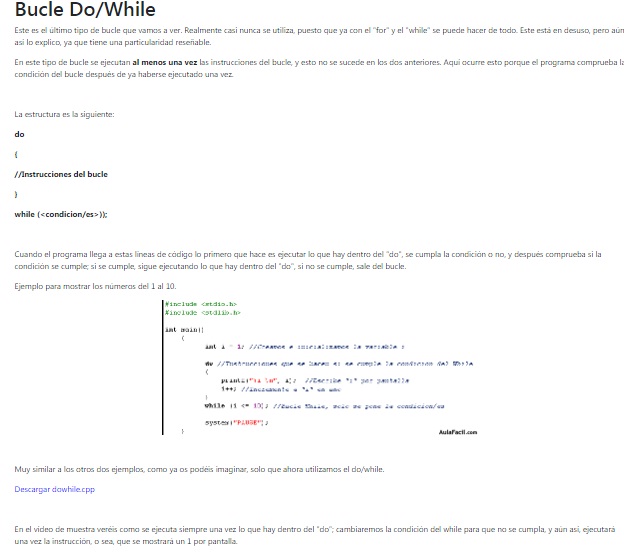 Bucle Do/While
Este es el último tipo de bucle que vamos a ver. Realmente casi nunca se utiliza, puesto que ya con el "for" y el "while" se puede hacer de todo. Este está en desuso, pero aún
así lo explico, ya que tiene una particularidad reseñable.
En este tipo de bucle se ejecutan al menos una vez las instrucciones del bucle, y esto no se sucede en los dos anteriores. Aquí ocurre esto porque el programa comprueba la
condición del bucle después de ya haberse ejecutado una vez.
La estructura es la siguiente:
do
{
//Instrucciones del bucle
}
while (<condicion/es>));
Cuando el programa llega a estas líneas de código lo primero que hace es ejecutar lo que hay dentro del "do", se cumpla la condición o no, y después comprueba si la
condición se cumple; si se cumple, sigue ejecutando lo que hay dentro del "do", si no se cumple, sale del bucle.
Ejemplo para mostrar los números del 1 al 10.
#include <stdio.h>
#include <stdlib.h>
int main()
{
int i = 1; //Creamos e inicializamos la variable i
do //Instrucciones que se hacen si se cumple la condicion del While
{
printf("%i \n", i); //Escribe "i" por pantalla
i++; //Incrementa a "i" en uno
}
while (i <= 10); //Bucle While, solo se pone la condicion/es
system("PAUSE");
}
AulaFacil.com
Muy similar a los otros dos ejemplos, como ya os podéis imaginar, solo que ahora utilizamos el do/while.
Descargar dowhile.cpp
En el video de muestra veréis como se ejecuta siempre una vez lo que hay dentro del "do"; cambiaremos la condición del while para que no se cumpla, y aún así, ejecutará
una vez la instrucción, o sea, que se mostrará un 1 por pantalla.